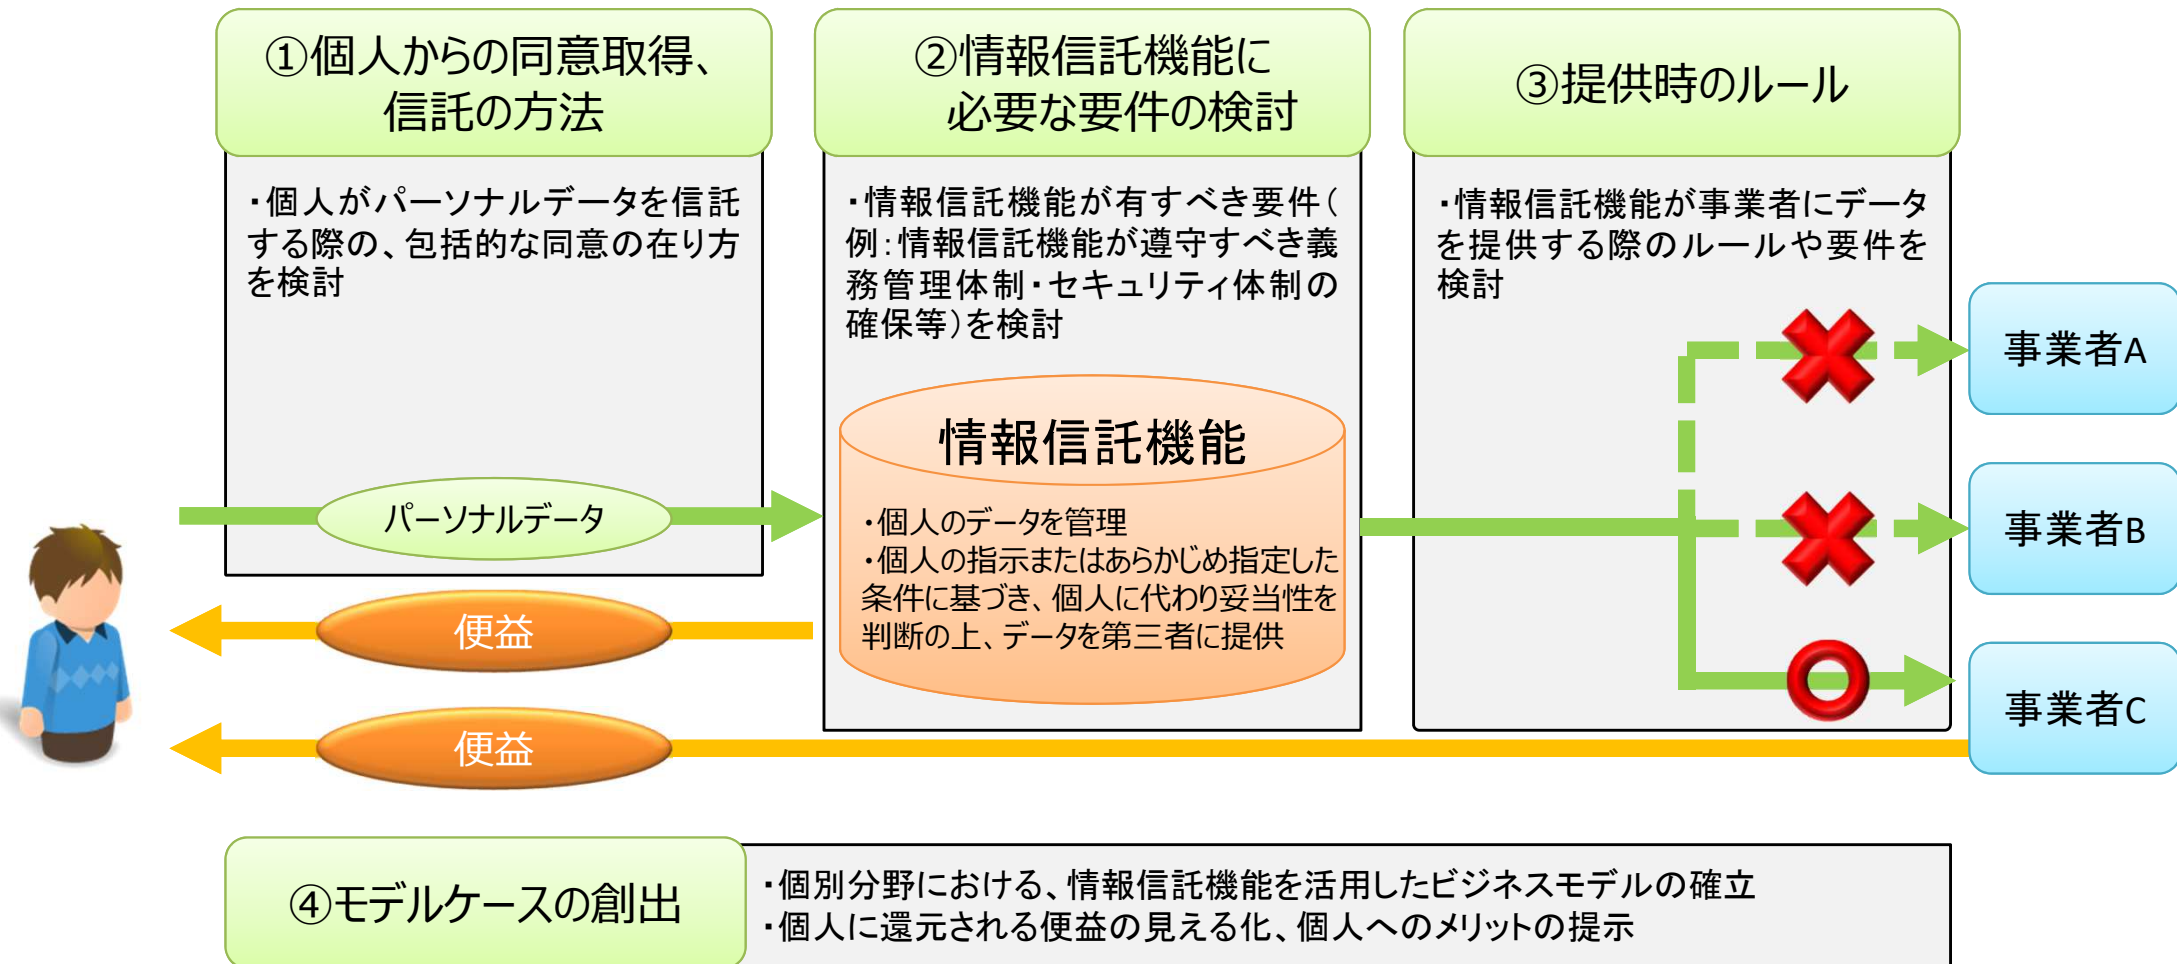 ①個人からの同意取得、
信託の方法
・個人がパーソナルデータを信託
する際の、包括的な同意の在り方
を検討
パーソナルデータ
便益
便益
②情報信託機能に
必要な要件の検討
・情報信託機能が有すべき要件（
例：情報信託機能が遵守すべき義
務管理体制・セキュリティ体制の
確保等）を検討
情報信託機能
・個人のデータを管理
・個人の指示またはあらかじめ指定した
条件に基づき、個人に代わり妥当性を
判断の上、データを第三者に提供
③提供時のルール
・情報信託機能が事業者にデータ
を提供する際のルールや要件を
検討
事業者A
事業者B
事業者C
④モデルケースの創出
・個別分野における、情報信託機能を活用したビジネスモデルの確立
・個人に還元される便益の見える化、個人へのメリットの提示